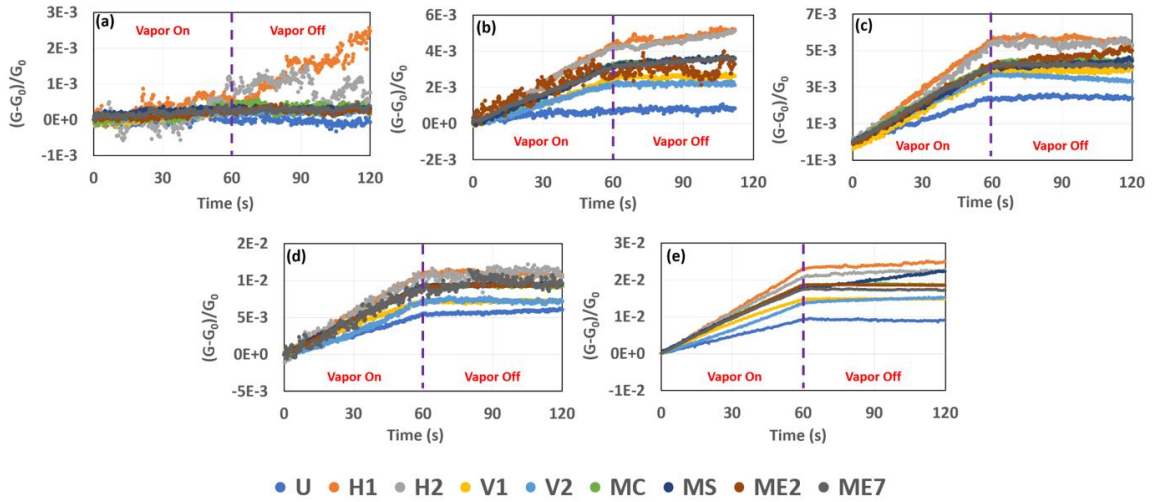 (a)
Vapor On
Vapor Off
3E-3
2E-3
1E-3
0E+0
-1E-3
(G-G₀)/G₀
0 30 60 90 120
Time (s)
(b)
6E-3
4E-3
2E-3
0E+0
-2E-3
(G-G₀)/G₀
Vapor On
Vapor Off
0 30 60 90 120
Time (s)
(c)
7E-3
5E-3
3E-3
1E-3
-1E-3
(G-G₀)/G₀
Vapor On
Vapor Off
0 30 60 90 120
Time (s)
(d)
2E-2
1E-2
5E-3
0E+0
-5E-3
(G-G₀)/G₀
Vapor On
Vapor Off
0 30 60 90 120
Time (s)
(e)
3E-2
2E-2
1E-2
0E+0
-1E-2
(G-G₀)/G₀
Vapor On
Vapor Off
0 30 60 90 120
Time (s)
U H1 H2 V1 V2 MC MS ME2 ME7